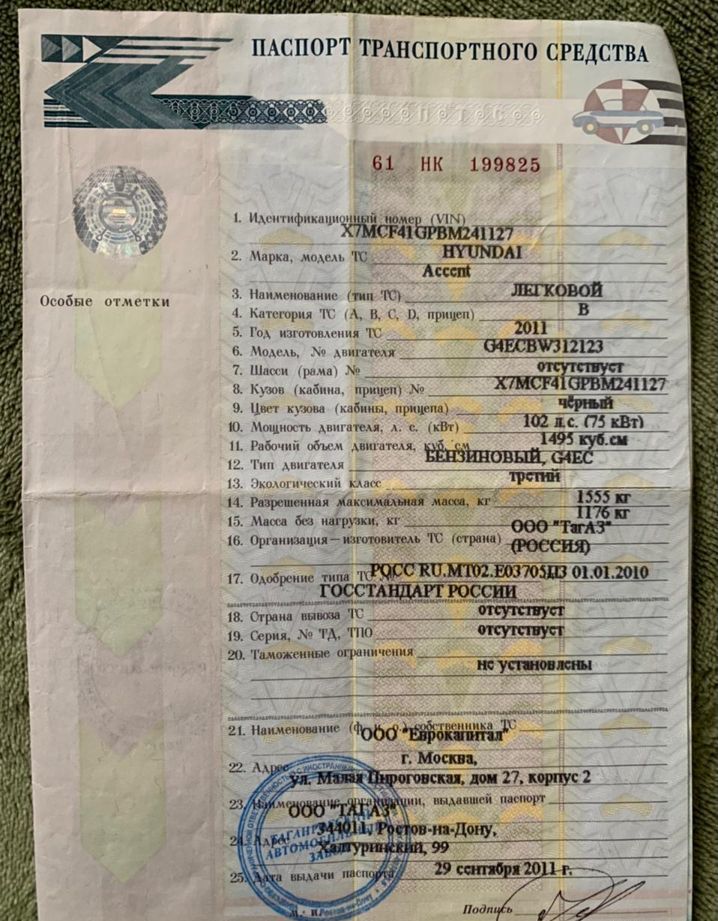 ПАСПОРТ ТРАНСПОРТНОГО СРЕДСТВА
61 НК 199825
Особые отметки
1. Идентификационный номер (VIN)
X7MCF41GPBM241127
2. Марка, модель ТС HYUNDAI
Accent
3. Наименование (тип ТС) ЛЕГКОВОЙ
4. Категория ТС (A, B, C, D, прицеп) B
5. Год изготовления ТС 2011
6. Модель, № двигателя G4ECBW312123
7. Шасси (рама) № отсутствует
8. Кузов (кабина, прицеп) № X7MCF41GPBM241127
9. Цвет кузова (кабины, прицепа) чёрный
10. Мощность двигателя, л. с. (кВт) 102 л.с. (75 кВт)
11. Рабочий объем двигателя, куб. см 1495 куб.см
12. Тип двигателя БЕНЗИНОВЫЙ, G4EC
13. Экологический класс третий
14. Разрешенная максимальная масса, кг 1555 кг
15. Масса без нагрузки, кг 1176 кг
16. Организация—изготовитель ТС (страна) ООО "ТагАЗ"
(РОССИЯ)
17. Одобрение типа ТС № РОСС RU.MT02.E03705П3 01.01.2010
ГОССТАНДАРТ РОССИИ
18. Страна вывоза ТС отсутствует
19. Серия, № ТД, ТПО отсутствует
20. Таможенные ограничения
не установлены
21. Наименование (ф. и. о.) собственника ТС
ООО "Еврокапитал"
22. Адрес г. Москва,
ул. Малая Пироговская, дом 27, корпус 2
23. Наименование организации, выдавшей паспорт
ООО "ТАГАЗ"
344011, Ростов-на-Дону,
24. Адрес Халтуринский, 99
25. Дата выдачи паспорта 29 сентября 2011 г.
М. П. Подпись